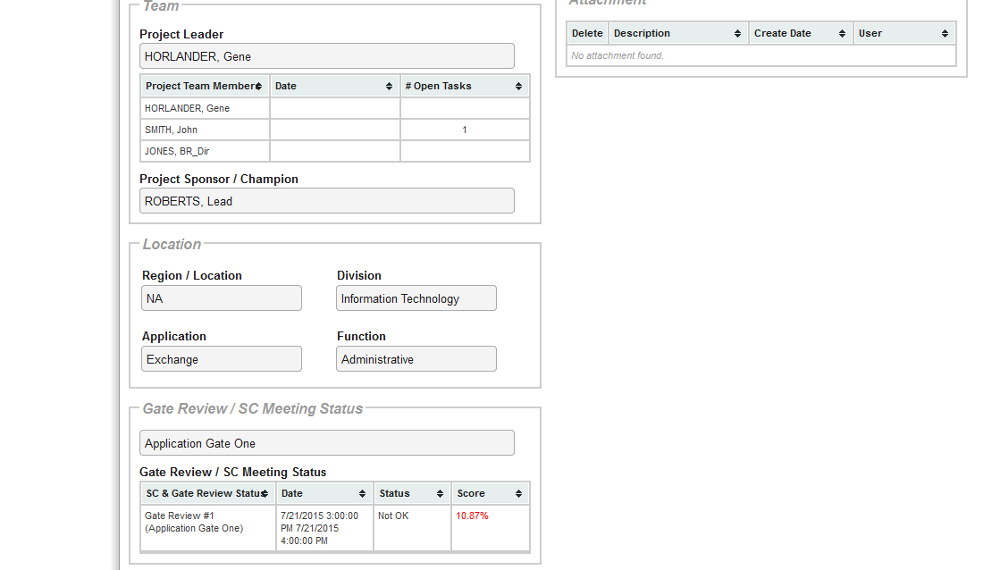 Team
Project Leader
HORLANDER, Gene
Project Team Member Date # Open Tasks
HORLANDER, Gene
SMITH, John 1
JONES, BR_Dir
Project Sponsor / Champion
ROBERTS, Lead
Location
Region / Location Division
NA Information Technology
Application Function
Exchange Administrative
Gate Review / SC Meeting Status
Application Gate One
Gate Review / SC Meeting Status
SC & Gate Review Status Date Status Score
Gate Review #1 7/21/2015 3:00:00 Not OK 10.87%
(Application Gate One) PM 7/21/2015
4:00:00 PM
Attachment
Delete Description Create Date User
No attachment found.